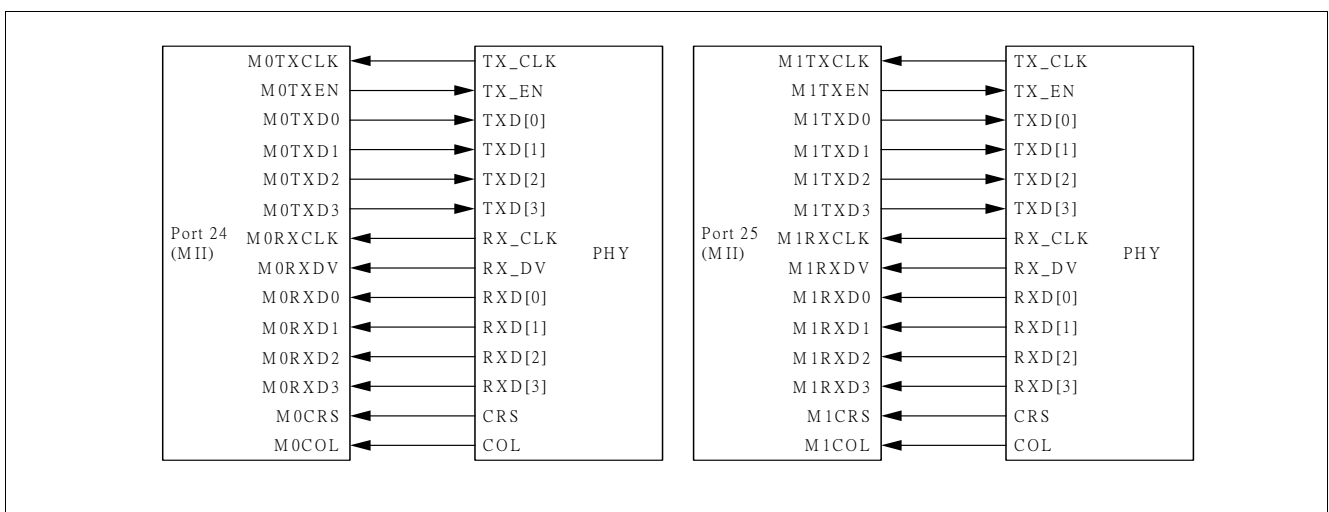 M0TXCLK TX_CLK M1TXCLK TX_CLK
M0TXEN TX_EN M1TXEN TX_EN
M0TXD0 TXD[0] M1TXD0 TXD[0]
M0TXD1 TXD[1] M1TXD1 TXD[1]
M0TXD2 TXD[2] M1TXD2 TXD[2]
M0TXD3 TXD[3] M1TXD3 TXD[3]
Port 24 M0RXCLK RX_CLK Port 25 M1RXCLK RX_CLK
(MII) PHY (MII) PHY
M0RXDV RX_DV M1RXDV RX_DV
M0RXD0 RXD[0] M1RXD0 RXD[0]
M0RXD1 RXD[1] M1RXD1 RXD[1]
M0RXD2 RXD[2] M1RXD2 RXD[2]
M0RXD3 RXD[3] M1RXD3 RXD[3]
M0CRS CRS M1CRS CRS
M0COL COL M1COL COL